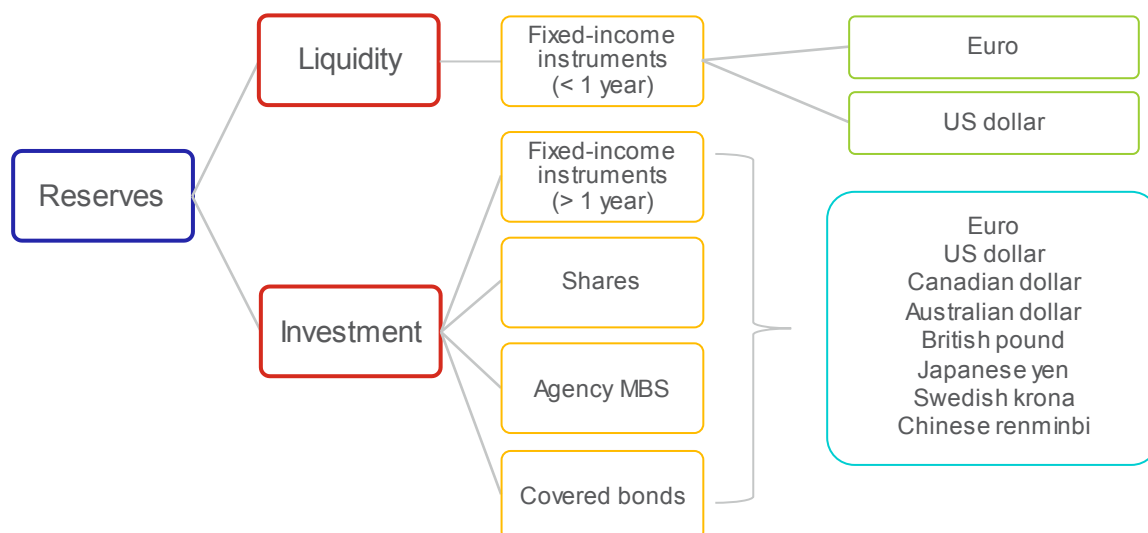 Reserves
Liquidity
Investment
Fixed-income
instruments
(< 1 year)
Fixed-income
instruments
(> 1 year)
Shares
Agency MBS
Covered bonds
Euro
US dollar
Euro
US dollar
Canadian dollar
Australian dollar
British pound
Japanese yen
Swedish krona
Chinese renminbi